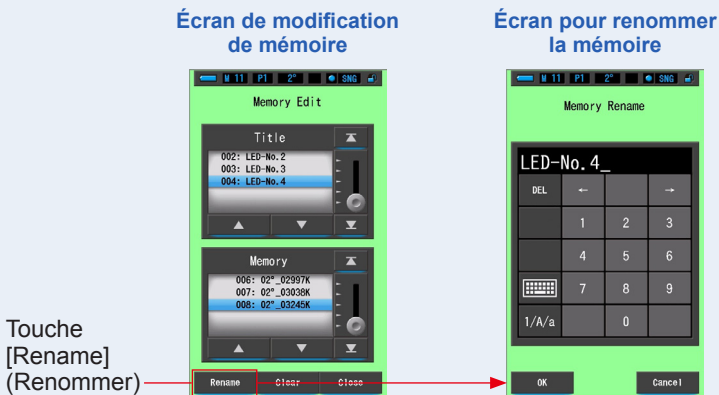 Écran de modification
de mémoire
M 11 P1 2° SNG
Memory Edit
Title
002: LED-No.2
003: LED-No.3
004: LED-No.4
Memory
006: 02°_02997K
007: 02°_03038K
008: 02°_03245K
Rename Clear Close
Touche
[Rename]
(Renommer)
Écran pour renommer
la mémoire
M 11 P1 2° SNG
Memory Rename
LED-No.4_
DEL ← →
1 2 3
4 5 6
7 8 9
1/A/a 0
OK Cancel